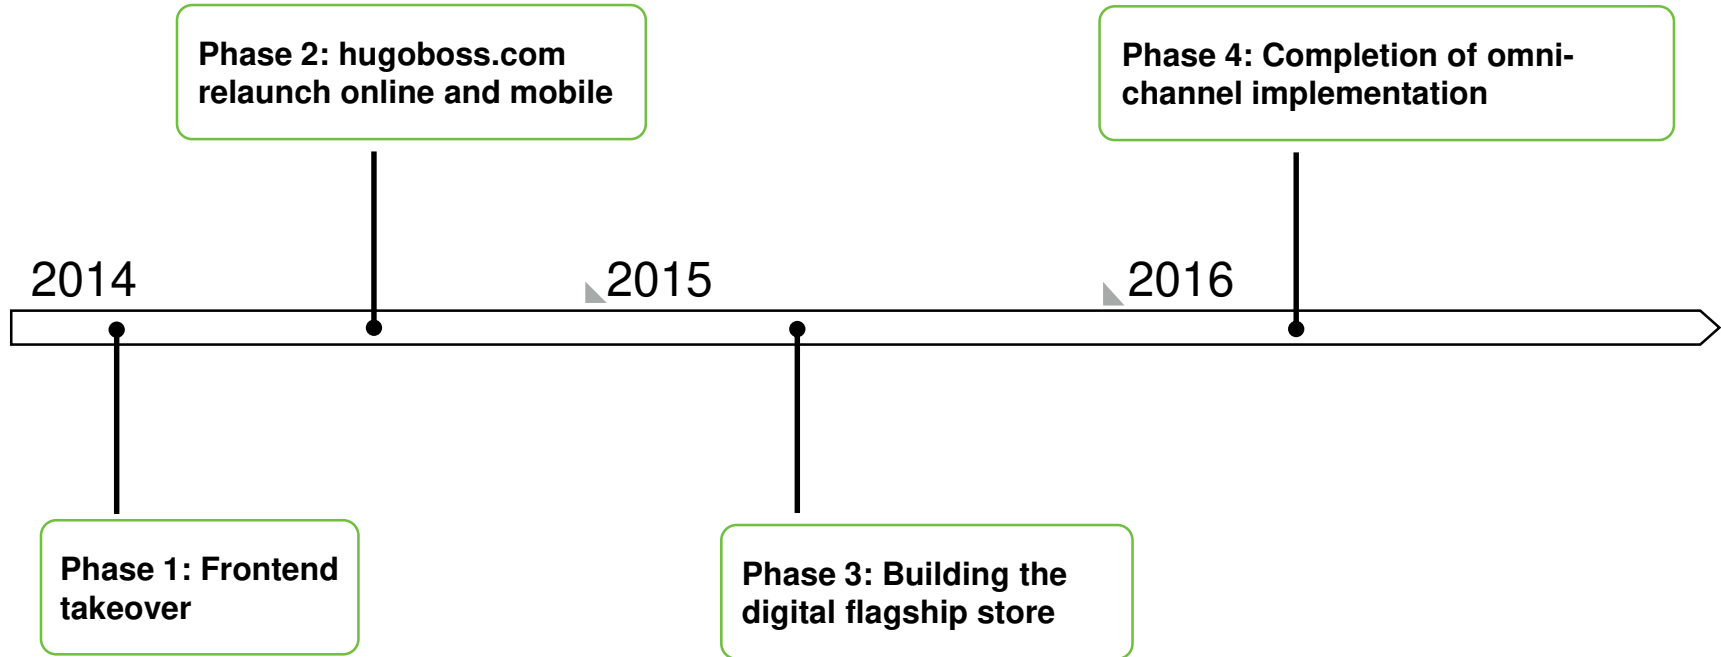 Phase 2: hugoboss.com
relaunch online and mobile
Phase 4: Completion of omni-
channel implementation
2014
2015
2016
Phase 1: Frontend
takeover
Phase 3: Building the
digital flagship store